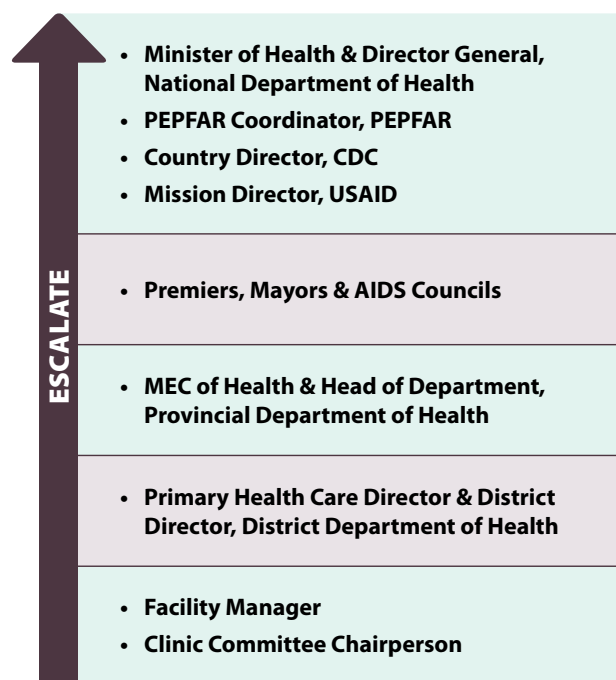 ESCALATE
• Minister of Health & Director General,
National Department of Health
• PEPFAR Coordinator, PEPFAR
• Country Director, CDC
• Mission Director, USAID
• Premiers, Mayors & AIDS Councils
• MEC of Health & Head of Department,
Provincial Department of Health
• Primary Health Care Director & District
Director, District Department of Health
• Facility Manager
• Clinic Committee Chairperson